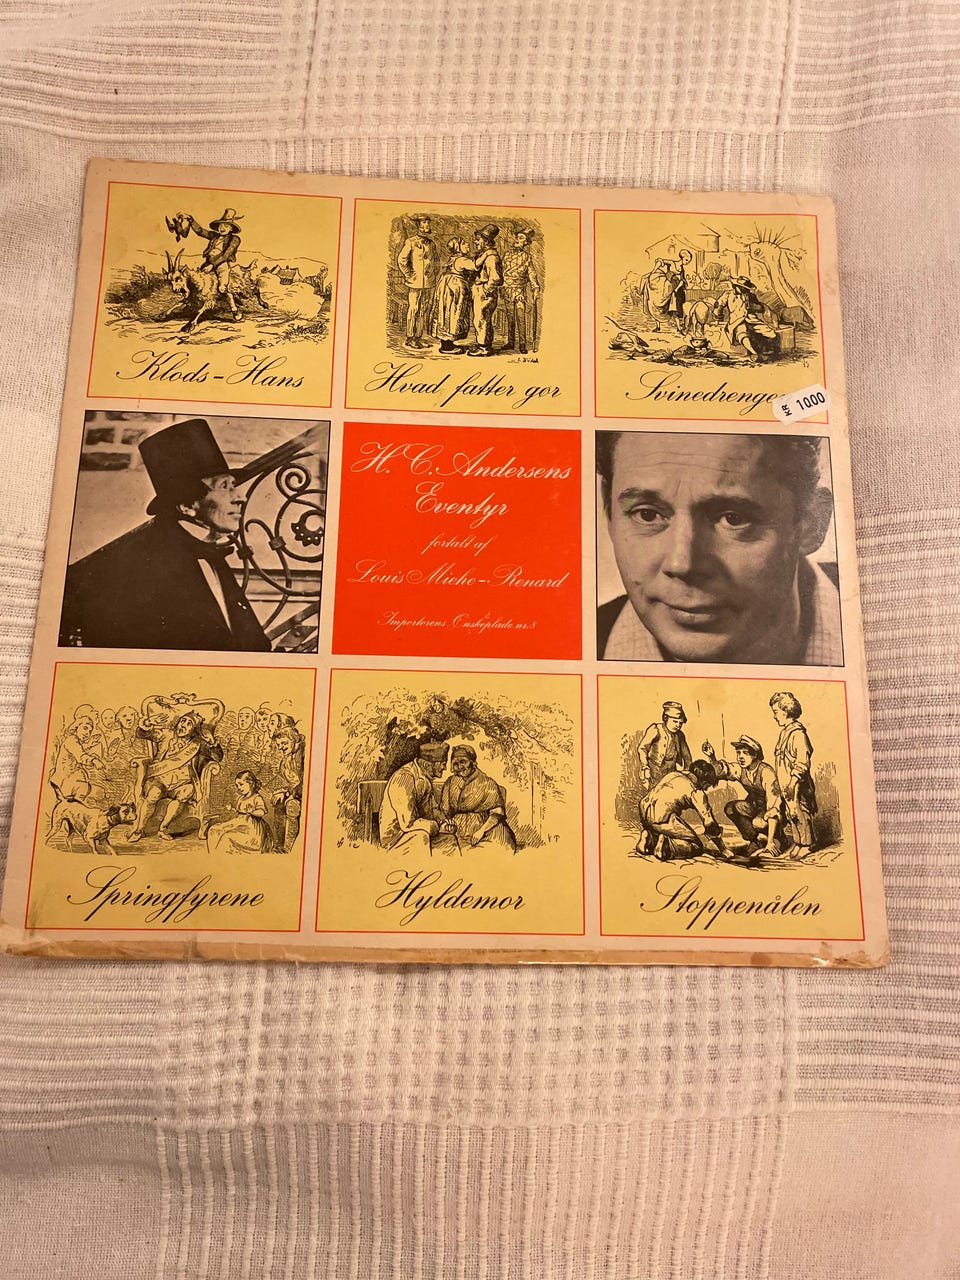 Klods-Hans
Hvad fatter gør
Svinedrenge
KR 1000
H. C. Andersens
Eventyr
fortalt af
Louis Miehe-Renard
Importørens Ønskeplade nr. 8
Springfyrene
Hyldemor
Stoppenålen